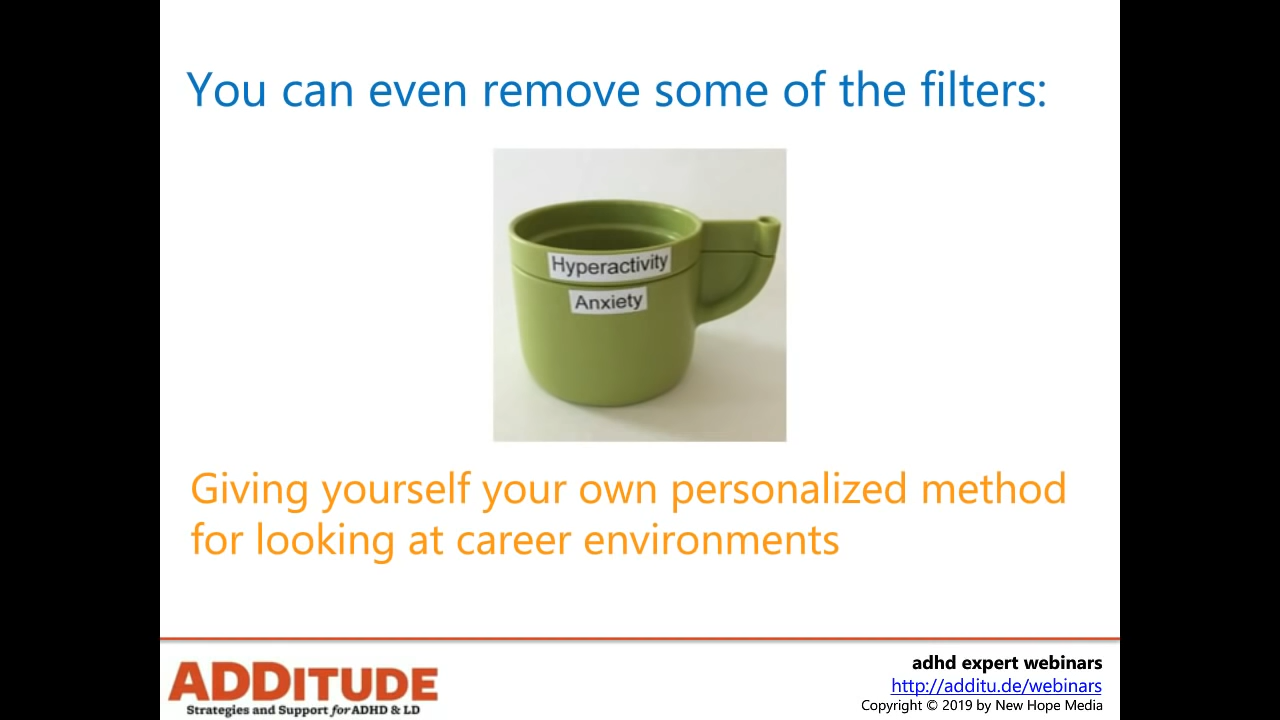 You can even remove some of the filters:
Hyperactivity
Anxiety
Giving yourself your own personalized method
for looking at career environments
ADDITUDE
Strategies and Support for ADHD & LD
adhd expert webinars
http://additu.de/webinars
Copyright © 2019 by New Hope Media